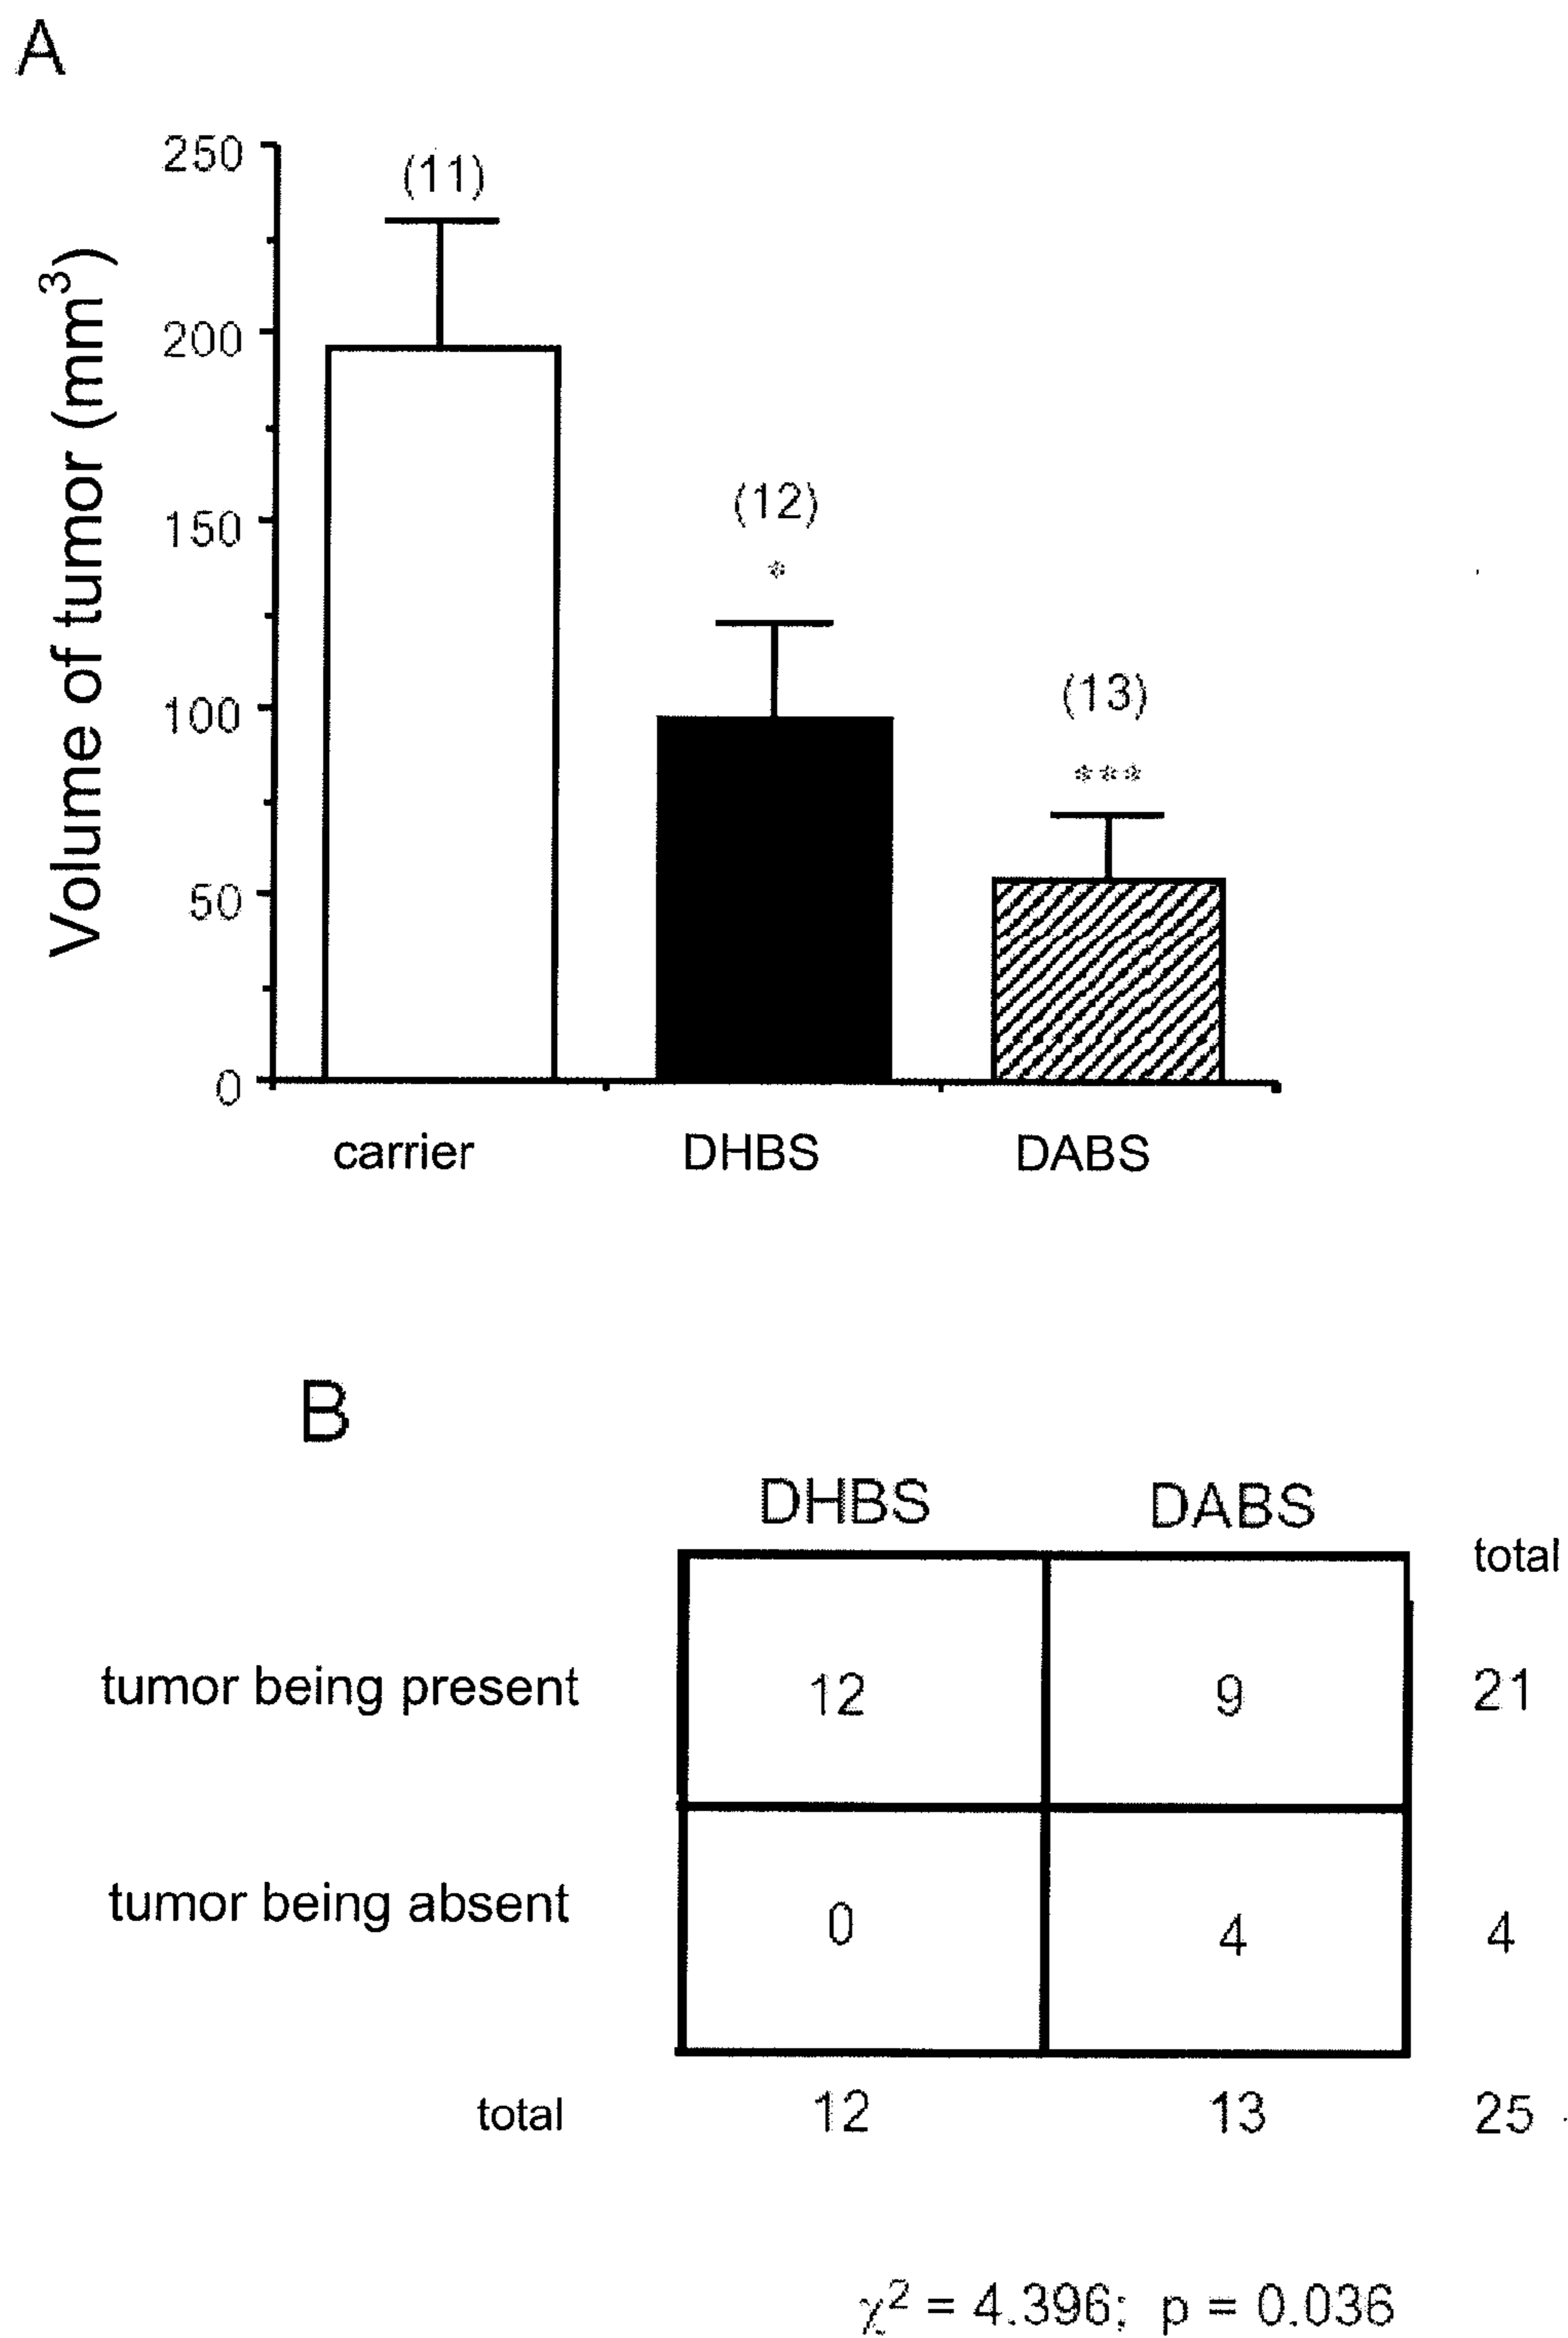 A
Volume of tumor (mm³)
250
200
150
100
50
0
(11)
(12)
*
(13)
***
carrier DHBS DABS
B
DHBS DABS total
tumor being present 12 9 21
tumor being absent 0 4 4
total 12 13 25
χ² = 4.396; p = 0.036